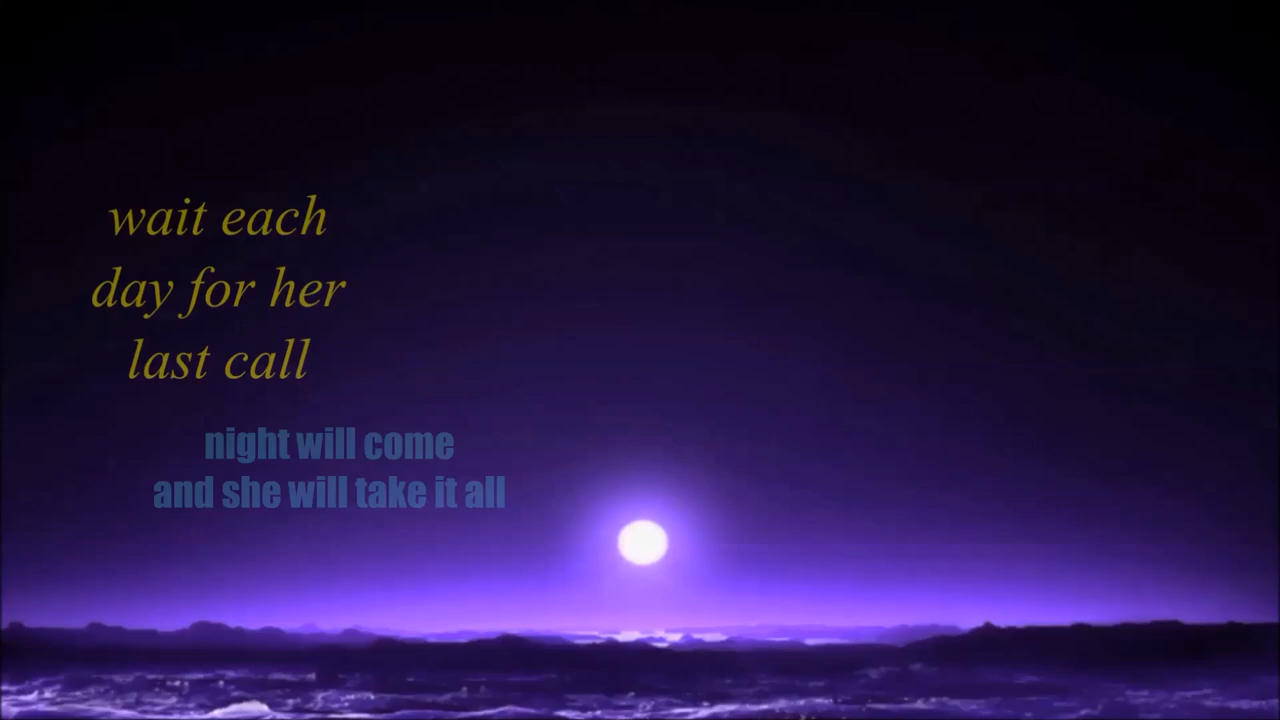 wait each
day for her
last call
night will come
and she will take it all